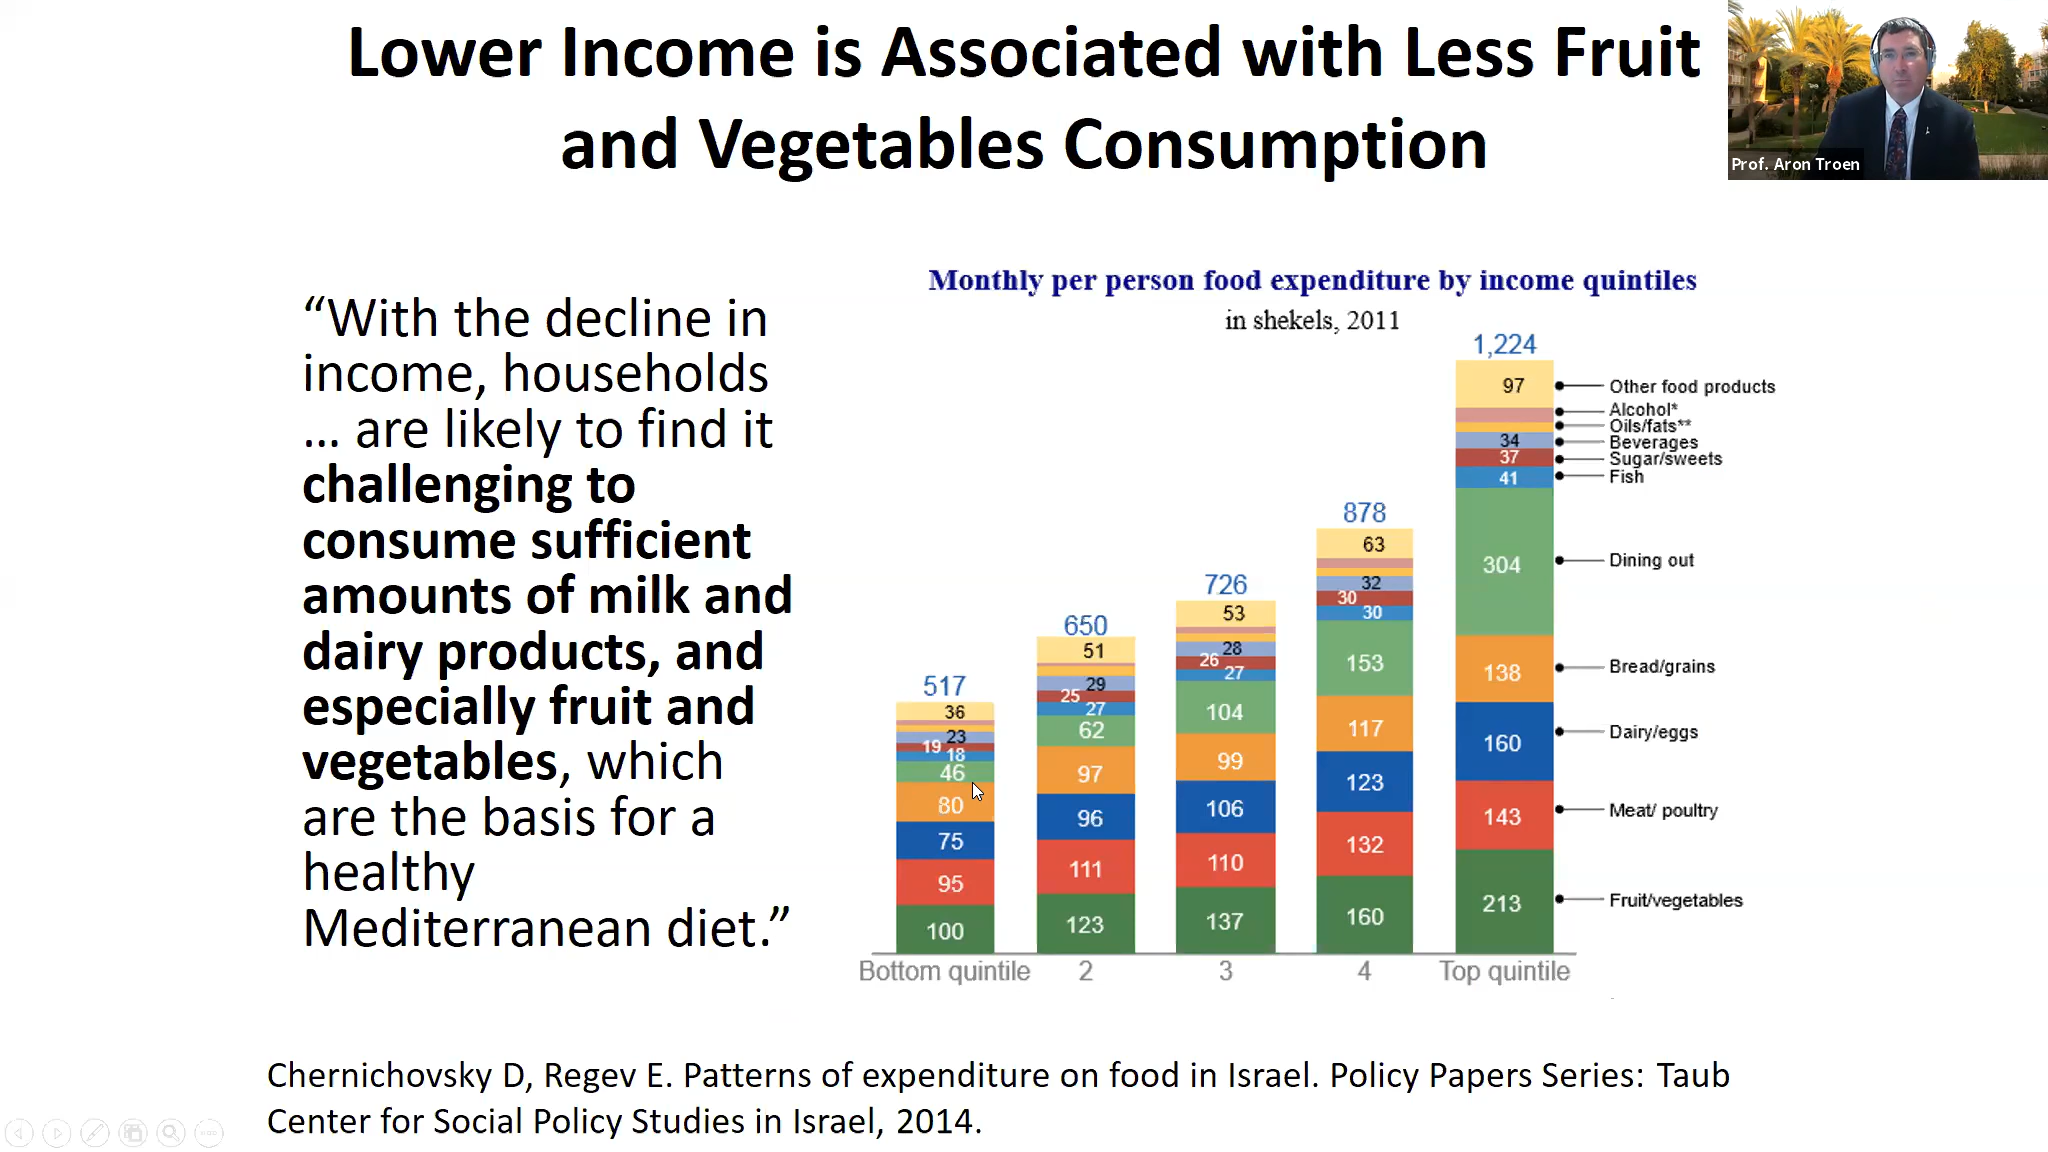 Lower Income is Associated with Less Fruit
and Vegetables Consumption
Prof. Aron Troen
“With the decline in
income, households
… are likely to find it
challenging to
consume sufficient
amounts of milk and
dairy products, and
especially fruit and
vegetables, which
are the basis for a
healthy
Mediterranean diet.”
Monthly per person food expenditure by income quintiles
in shekels, 2011
517
36
23
19
18
46
80
75
95
100
650
51
29
25
27
62
97
96
111
123
726
53
28
26
27
104
99
106
110
137
878
63
32
30
30
153
117
123
132
160
1,224
97
34
37
41
304
138
160
143
213
Other food products
Alcohol*
Oils/fats**
Beverages
Sugar/sweets
Fish
Dining out
Bread/grains
Dairy/eggs
Meat/ poultry
Fruit/vegetables
Bottom quintile 2 3 4 Top quintile
Chernichovsky D, Regev E. Patterns of expenditure on food in Israel. Policy Papers Series: Taub
Center for Social Policy Studies in Israel, 2014.